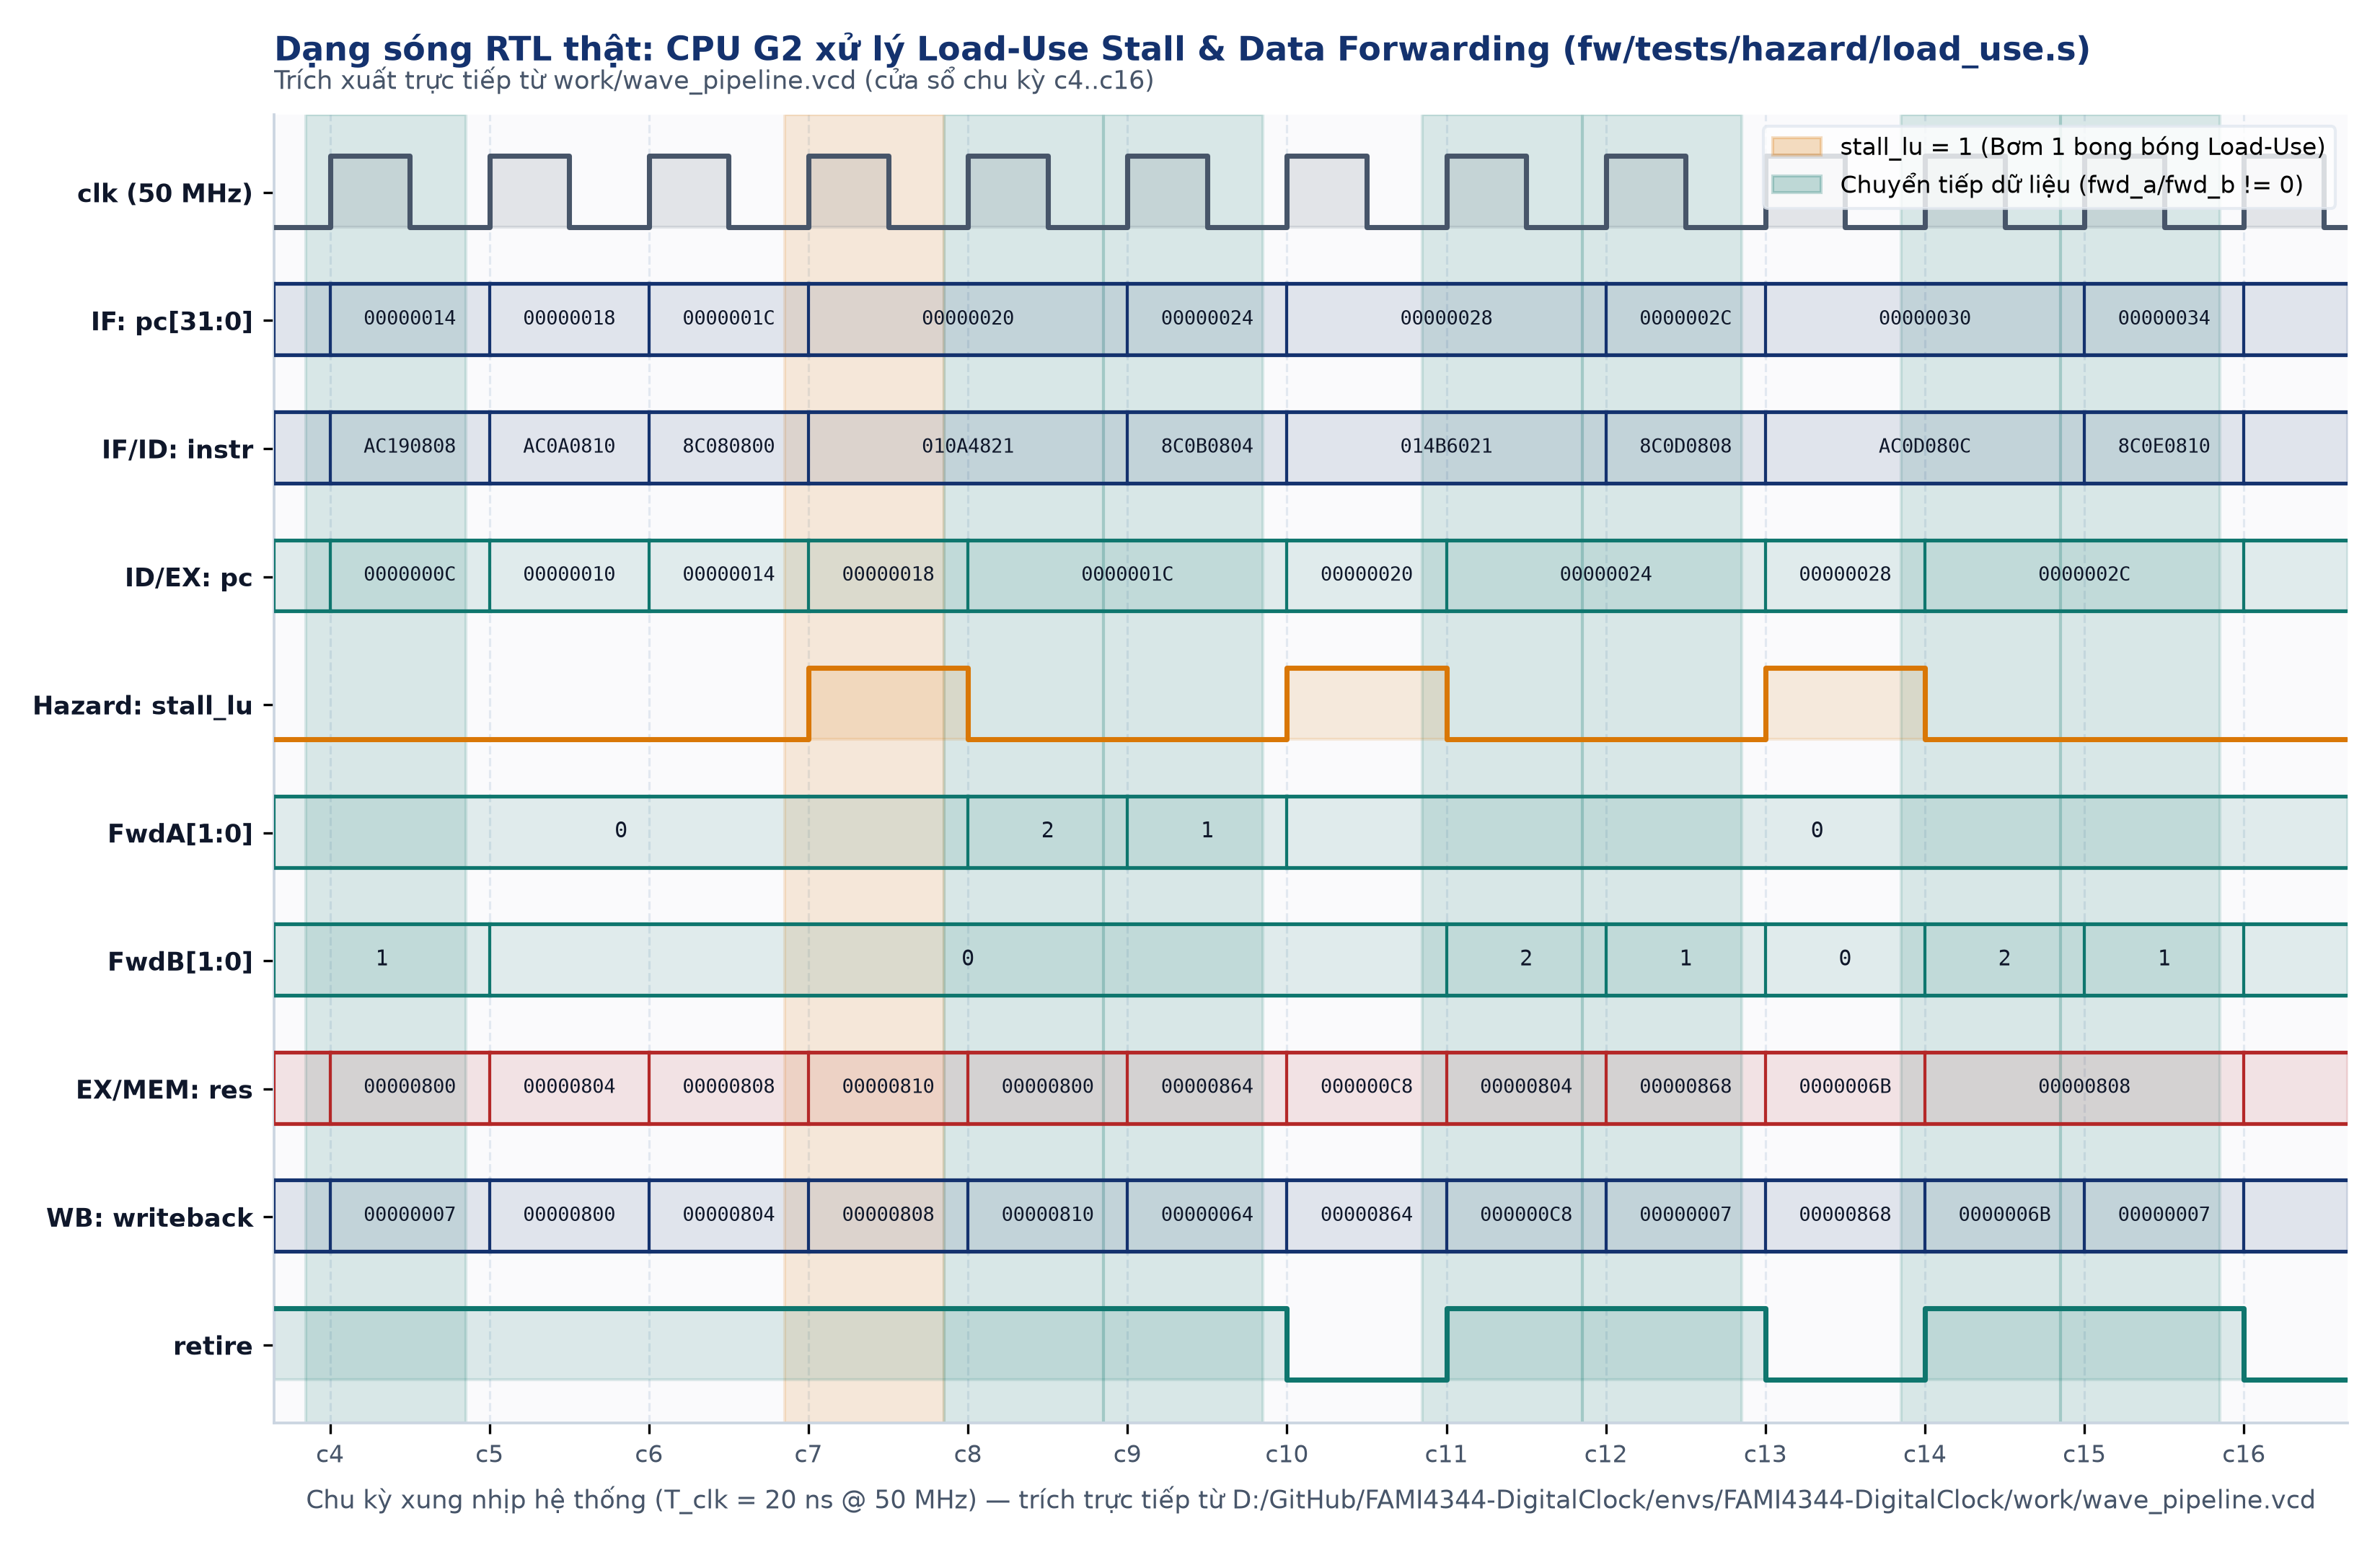 Dạng sóng RTL thật: CPU G2 xử lý Load-Use Stall & Data Forwarding (fw/tests/hazard/load_use.s)
Trích xuất trực tiếp từ work/wave_pipeline.vcd (cửa sổ chu kỳ c4..c16)
stall_lu = 1 (Bơm 1 bong bóng Load-Use)
Chuyển tiếp dữ liệu (fwd_a/fwd_b != 0)
clk (50 MHz)
IF: pc[31:0] 00000014 00000018 0000001C 00000020 00000024 00000028 0000002C 00000030 00000034
IF/ID: instr AC190808 AC0A0810 8C080800 010A4821 8C0B0804 014B6021 8C0D0808 AC0D080C 8C0E0810
ID/EX: pc 0000000C 00000010 00000014 00000018 0000001C 00000020 00000024 00000028 0000002C
Hazard: stall_lu
FwdA[1:0] 0 2 1 0
FwdB[1:0] 1 0 2 1 0 2 1
EX/MEM: res 00000800 00000804 00000808 00000810 00000800 00000864 000000C8 00000804 00000868 0000006B 00000808
WB: writeback 00000007 00000800 00000804 00000808 00000810 00000064 00000864 000000C8 00000007 00000868 0000006B 00000007
retire
c4 c5 c6 c7 c8 c9 c10 c11 c12 c13 c14 c15 c16
Chu kỳ xung nhịp hệ thống (T_clk = 20 ns @ 50 MHz) — trích trực tiếp từ D:/GitHub/FAMI4344-DigitalClock/envs/FAMI4344-DigitalClock/work/wave_pipeline.vcd